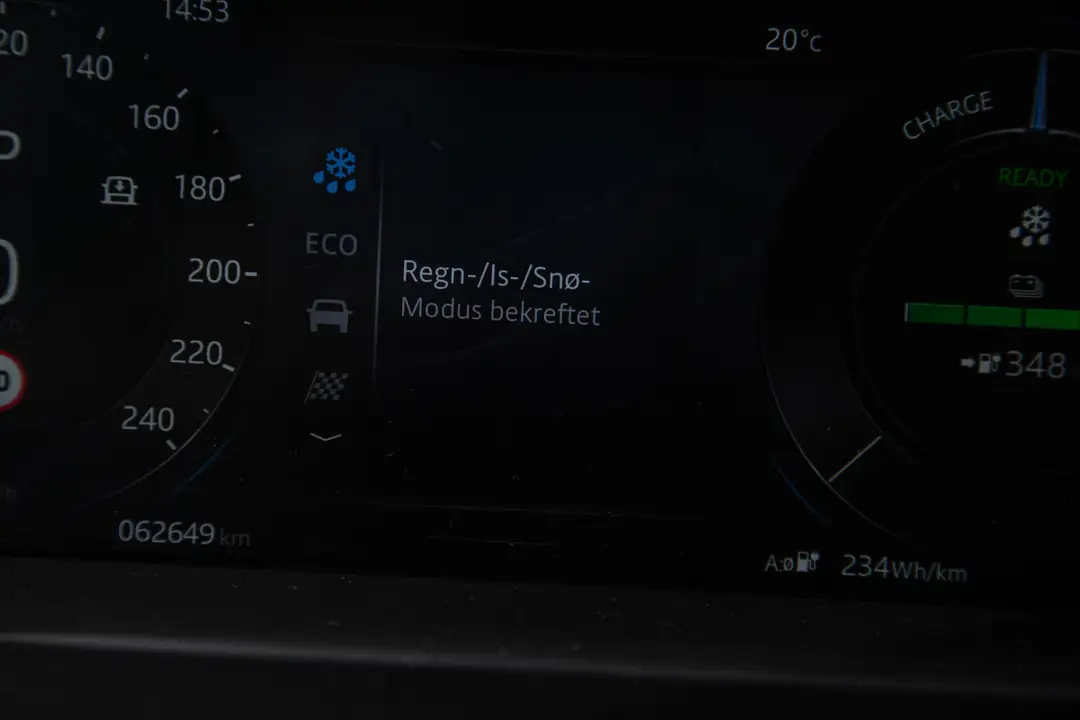 14:53
20°c
140
160
180
200
220
240
CHARGE
READY
ECO
Regn-/Is-/Snø-
Modus bekreftet
348
062649 km
A:ø 234Wh/km